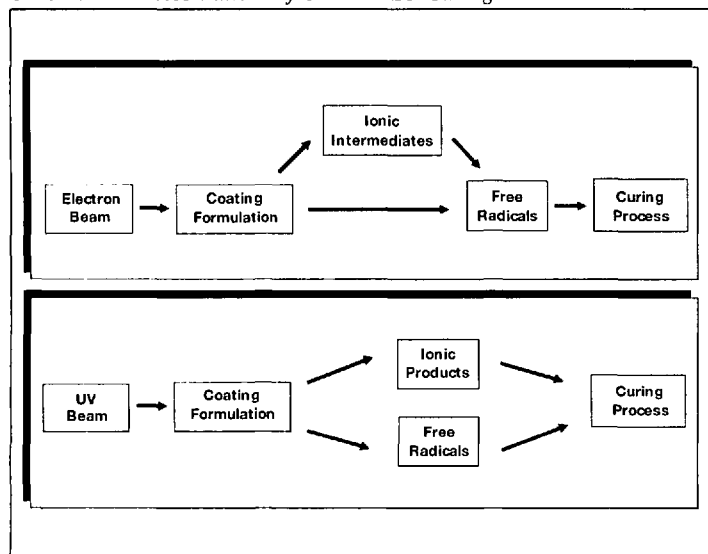 Ionic
Intermediates
Electron
Beam
Coating
Formulation
Free
Radicals
Curing
Process
UV
Beam
Coating
Formulation
Ionic
Products
Free
Radicals
Curing
Process